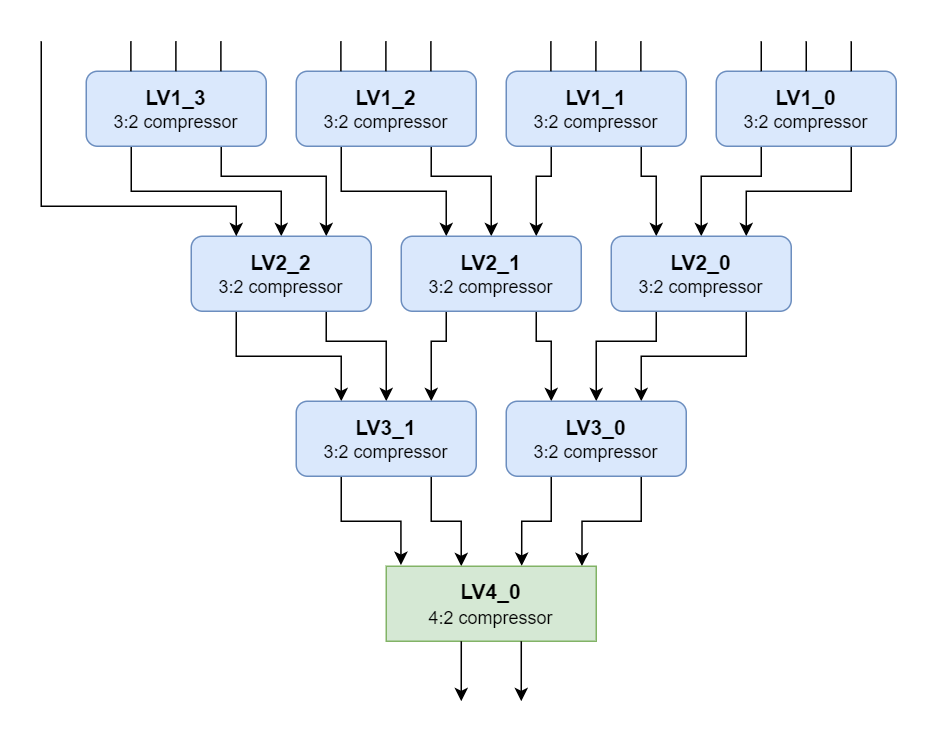 LV1_3
3:2 compressor
LV1_2
3:2 compressor
LV1_1
3:2 compressor
LV1_0
3:2 compressor
LV2_2
3:2 compressor
LV2_1
3:2 compressor
LV2_0
3:2 compressor
LV3_1
3:2 compressor
LV3_0
3:2 compressor
LV4_0
4:2 compressor